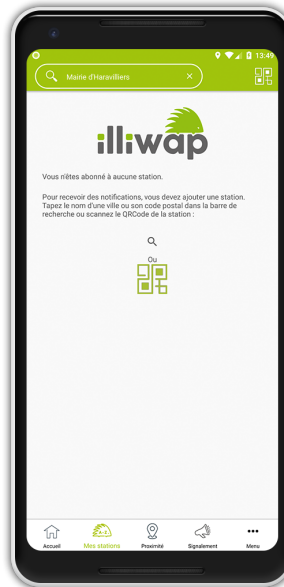 13:49
Mairie d'Haravilliers
illiwap
Vous n'êtes abonné à aucune station.
Pour recevoir des notifications, vous devez ajouter une station.
Tapez le nom d'une ville ou son code postal dans la barre de
recherche ou scannez le QRCode de la station :
Ou
A-Z
Accueil Mes stations Proximité Signalement Menu